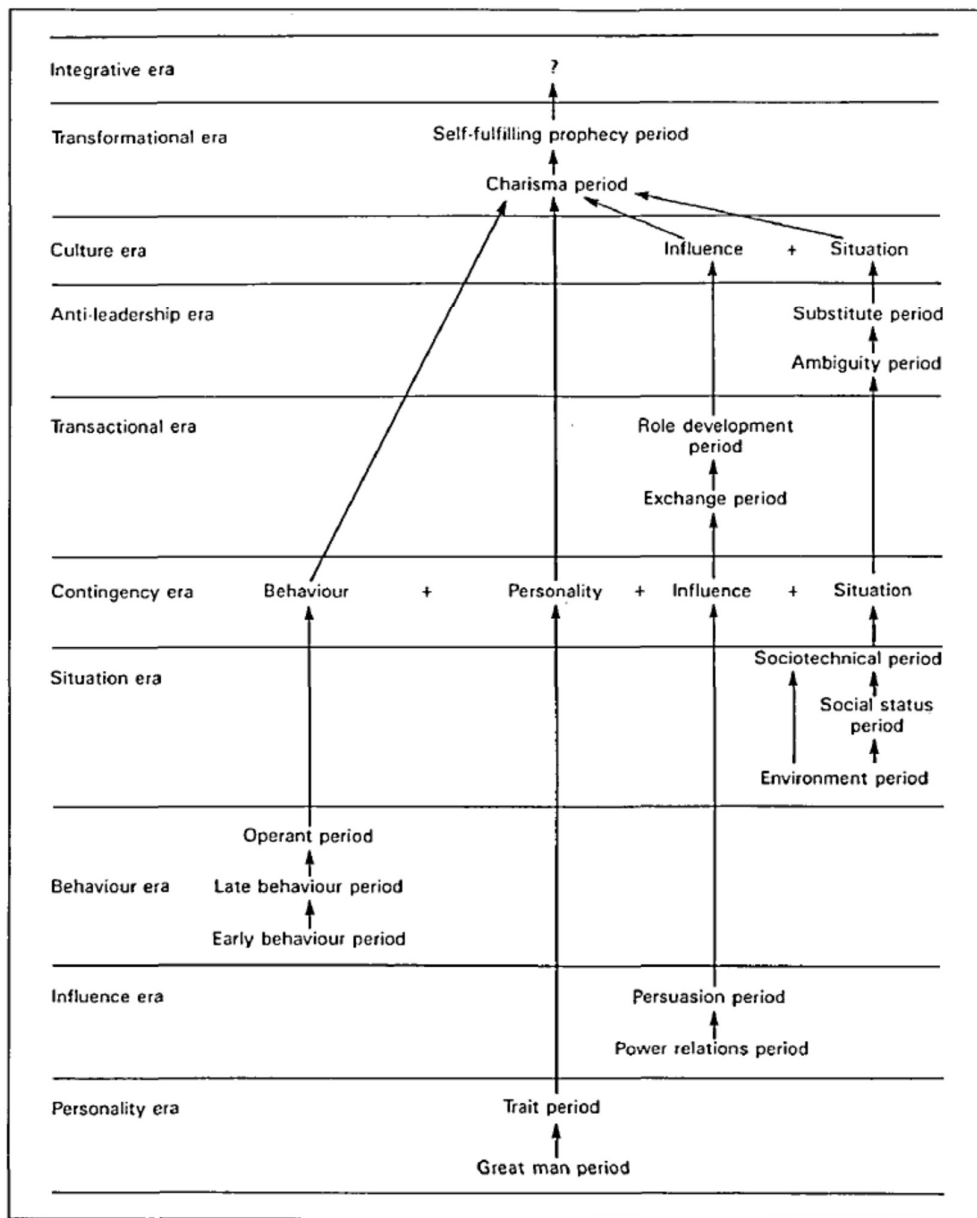 Integrative era
?
Transformational era
Self-fulfilling prophecy period
Charisma period
Culture era
Influence + Situation
Anti-leadership era
Substitute period
Ambiguity period
Transactional era
Role development
period
Exchange period
Contingency era
Behaviour + Personality + Influence + Situation
Situation era
Sociotechnical period
Social status
period
Environment period
Operant period
Behaviour era
Late behaviour period
Early behaviour period
Influence era
Persuasion period
Power relations period
Personality era
Trait period
Great man period